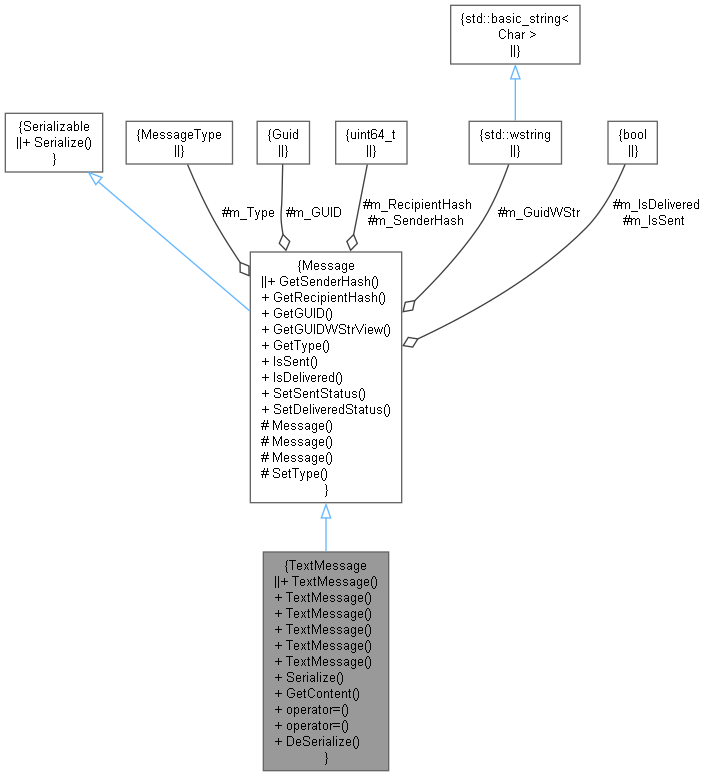 {std::basic_string<
Char >
||}
{Serializable
||+ Serialize()
}
{MessageType
||}
{Guid
||}
{uint64_t
||}
{std::wstring
||}
{bool
||}
#m_Type
#m_GUID
#m_RecipientHash
#m_SenderHash
#m_GuidWStr
#m_IsDelivered
#m_IsSent
{Message
||+ GetSenderHash()
+ GetRecipientHash()
+ GetGUID()
+ GetGUIDWStrView()
+ GetType()
+ IsSent()
+ IsDelivered()
+ SetSentStatus()
+ SetDeliveredStatus()
# Message()
# Message()
# Message()
# SetType()
}
{TextMessage
||+ TextMessage()
+ TextMessage()
+ TextMessage()
+ TextMessage()
+ TextMessage()
+ TextMessage()
+ Serialize()
+ GetContent()
+ operator=()
+ operator=()
+ DeSerialize()
}